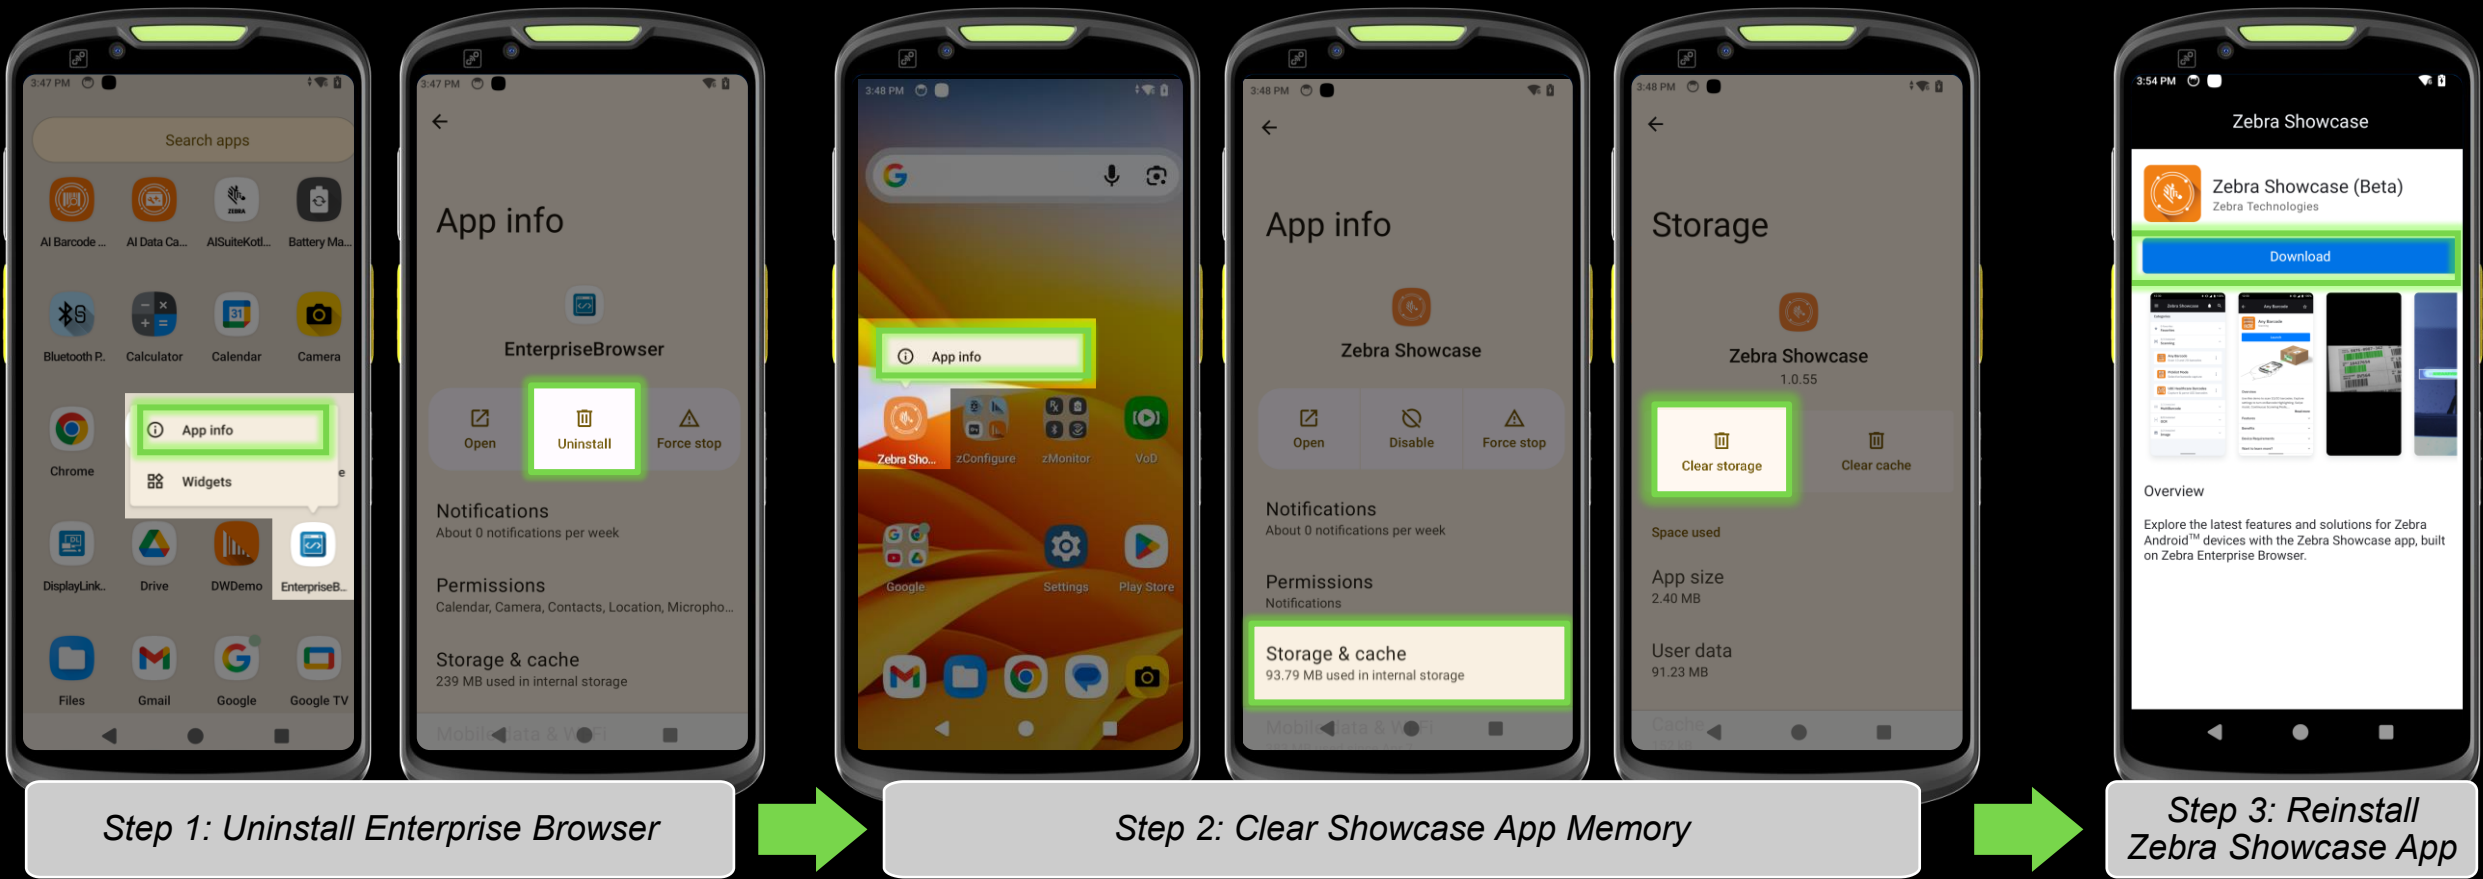 3:47 PM
Search apps
AI Barcode ...
AI Data Ca...
AISuiteKotl...
Battery Ma...
Bluetooth P..
Calculator
Calendar
Camera
Chrome
App info
Widgets
DisplayLink..
Drive
DWDemo
EnterpriseB...
Files
Gmail
Google
Google TV
3:47 PM
App info
EnterpriseBrowser
Open
Uninstall
Force stop
Notifications
About 0 notifications per week
Permissions
Calendar, Camera, Contacts, Location, Micropho...
Storage & cache
239 MB used in internal storage
Step 1: Uninstall Enterprise Browser
3:48 PM
App info
Zebra Sho...
zConfigure
zMonitor
VoD
Google
Settings
Play Store
3:48 PM
App info
Zebra Showcase
Open
Disable
Force stop
Notifications
About 0 notifications per week
Permissions
Notifications
Storage & cache
93.79 MB used in internal storage
3:48 PM
Storage
Zebra Showcase
1.0.55
Clear storage
Clear cache
Space used
App size
2.40 MB
User data
91.23 MB
Cache
Step 2: Clear Showcase App Memory
3:54 PM
Zebra Showcase
Zebra Showcase (Beta)
Zebra Technologies
Download
Overview
Explore the latest features and solutions for Zebra
Android™ devices with the Zebra Showcase app, built
on Zebra Enterprise Browser.
Step 3: Reinstall
Zebra Showcase App